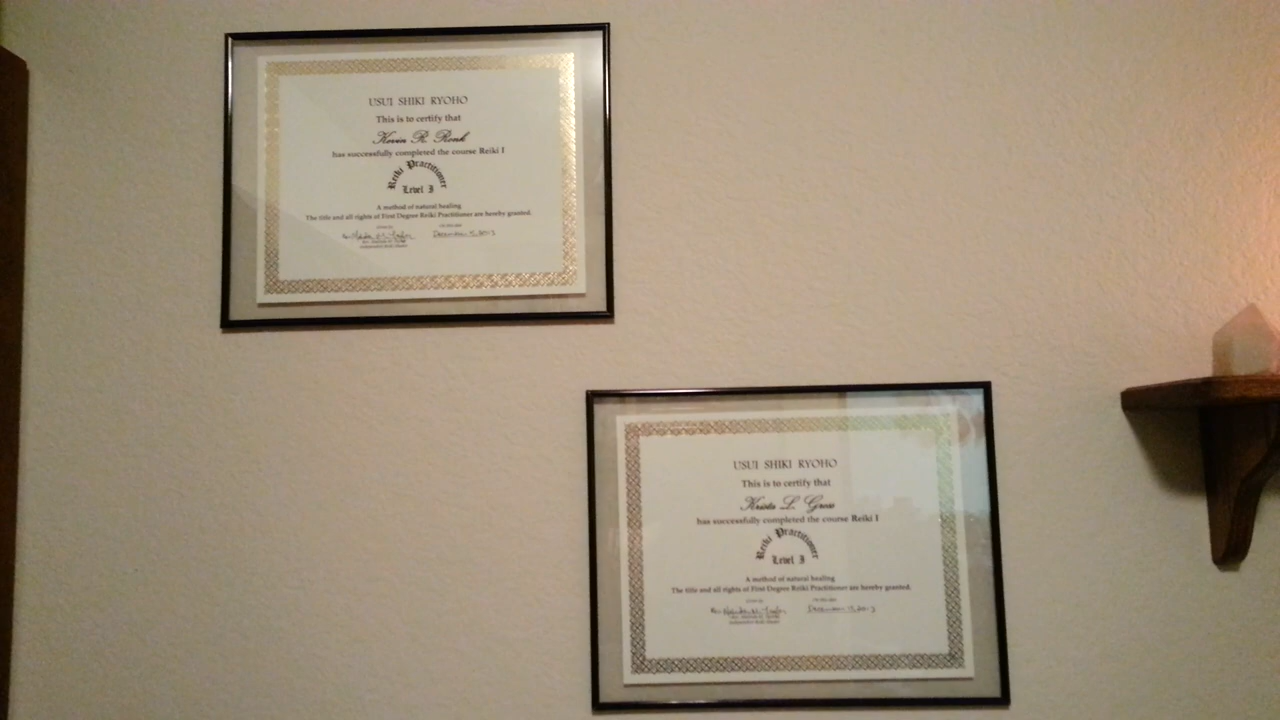 USUI SHIKI RYOHO
This is to certify that
Kevin R. Ronk
has successfully completed the course Reiki I
Reiki Practitioner
Level I
A method of natural healing
The title and all rights of First Degree Reiki Practitioner are hereby granted.
USUI SHIKI RYOHO
This is to certify that
Krista L. Gross
has successfully completed the course Reiki I
Reiki Practitioner
Level I
A method of natural healing
The title and all rights of First Degree Reiki Practitioner are hereby granted.